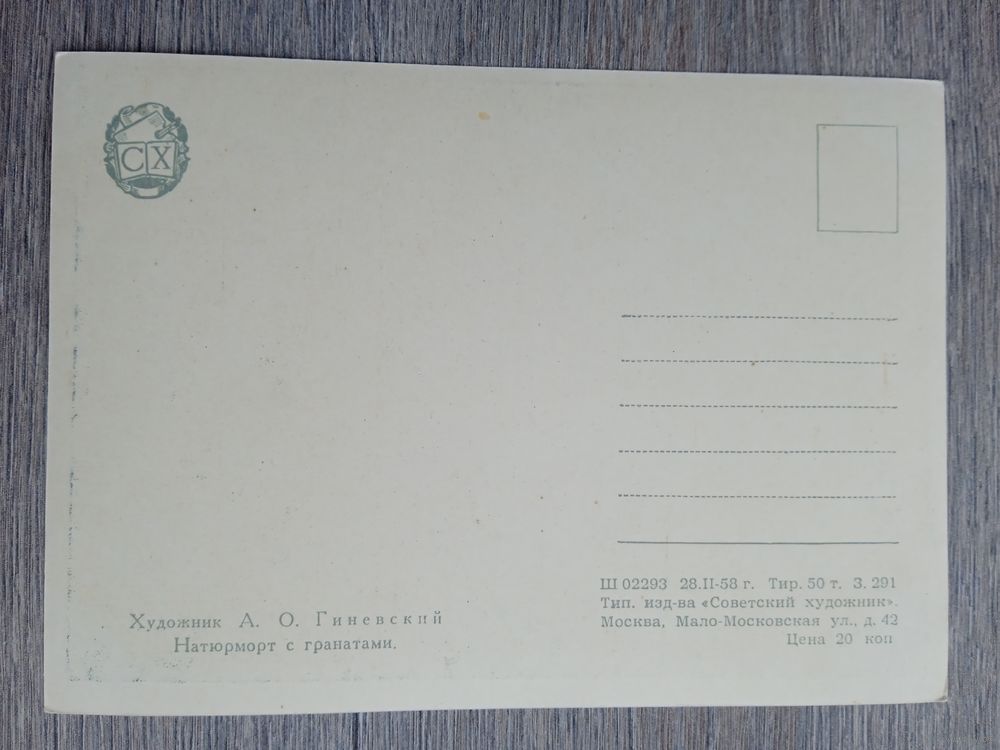 СХ
Художник А. О. Гиневский
Натюрморт с гранатами.
Ш 02293 28.II-58 г. Тир. 50 т. З. 291
Тип. изд-ва «Советский художник».
Москва, Мало-Московская ул., д. 42
Цена 20 коп